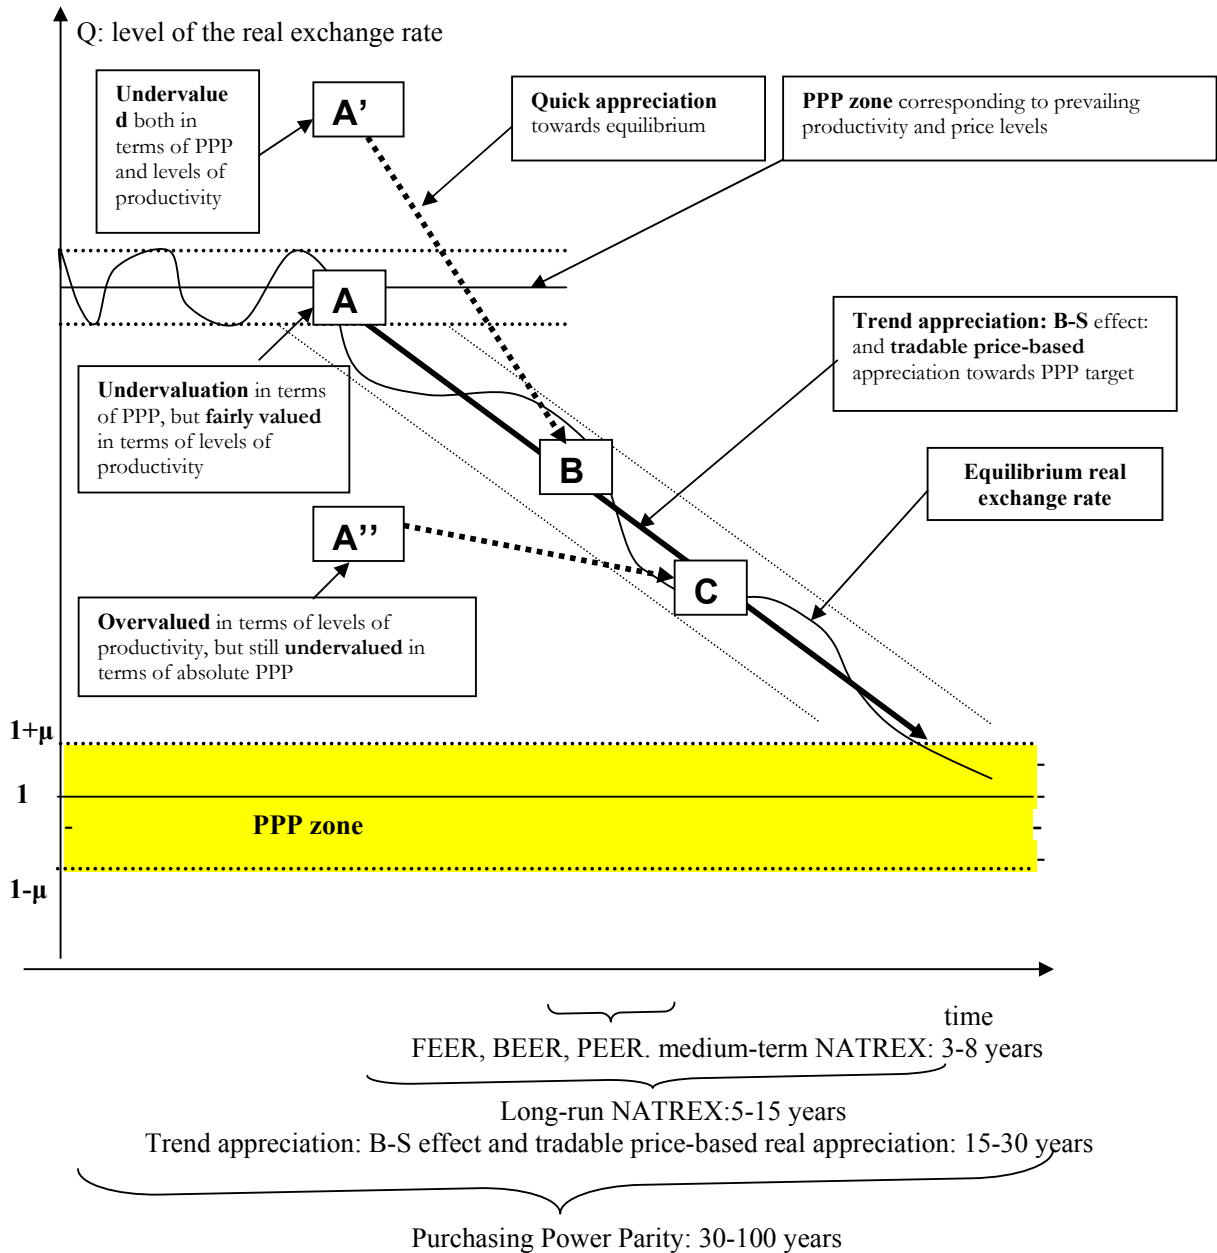 Q: level of the real exchange rate
Undervalue
d both in
terms of PPP
and levels of
productivity
A’
Quick appreciation
towards equilibrium
PPP zone corresponding to prevailing
productivity and price levels
A
Trend appreciation: B-S effect:
and tradable price-based
appreciation towards PPP target
Undervaluation in terms
of PPP, but fairly valued
in terms of levels of
productivity
B
Equilibrium real
exchange rate
A’’
C
Overvalued in terms of levels of
productivity, but still undervalued in
terms of absolute PPP
1+μ
1
PPP zone
1-μ
time
FEER, BEER, PEER. medium-term NATREX: 3-8 years
Long-run NATREX:5-15 years
Trend appreciation: B-S effect and tradable price-based real appreciation: 15-30 years
Purchasing Power Parity: 30-100 years